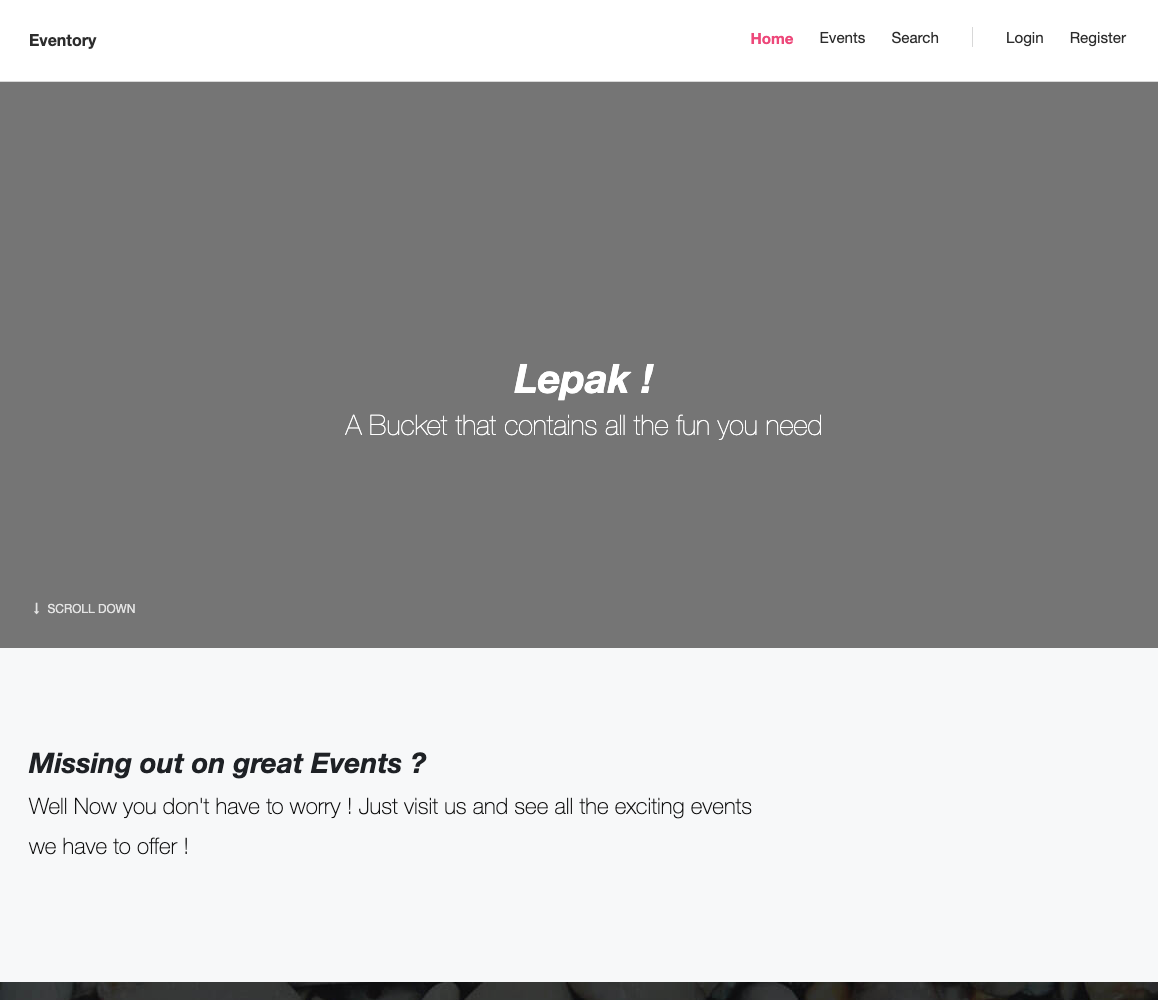 Eventory
Home Events Search Login Register
Lepak !
A Bucket that contains all the fun you need
SCROLL DOWN
Missing out on great Events ?
Well Now you don't have to worry ! Just visit us and see all the exciting events
we have to offer !